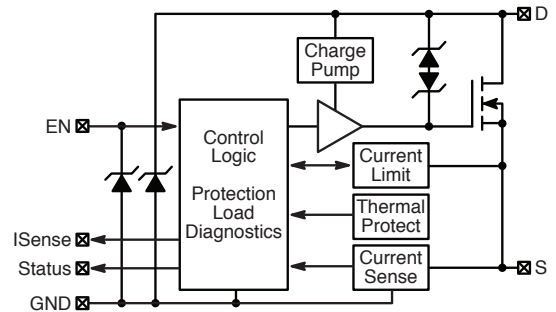 D
Charge
Pump
EN
Control
Logic
Protection
Load
Diagnostics
Current
Limit
Thermal
Protect
ISense
Status
Current
Sense
S
GND